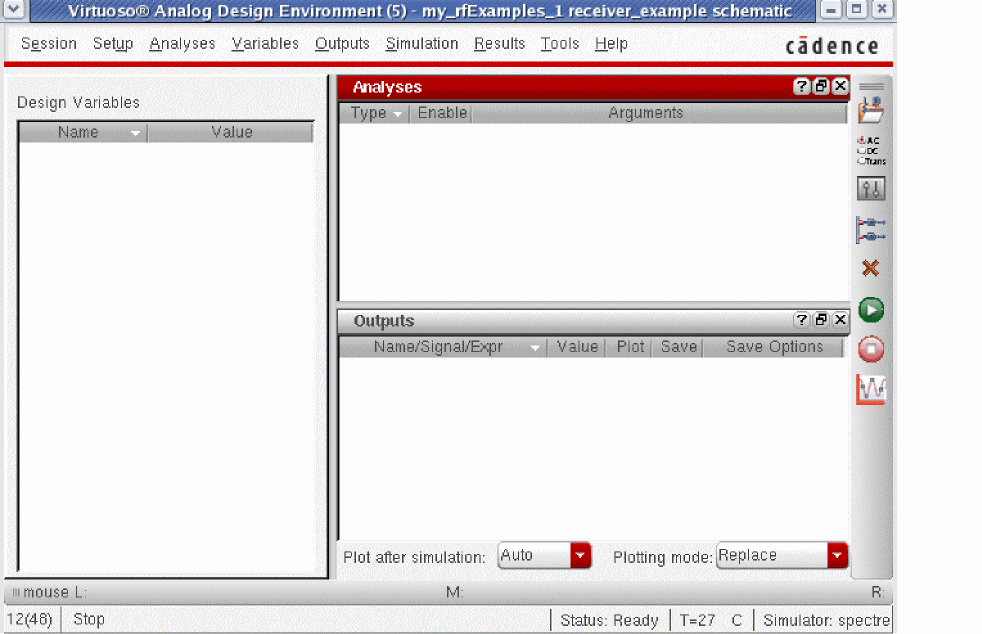 Virtuoso® Analog Design Environment (5) - my_rfExamples_1 receiver_example schematic
Session Setup Analyses Variables Outputs Simulation Results Tools Help
cādence
Design Variables
Name Value
Analyses
Type Enable Arguments
AC
DC
Trans
Outputs
Name/Signal/Expr Value Plot Save Save Options
Plot after simulation: Auto Plotting mode: Replace
mouse L: M: R:
12(48) Stop Status: Ready T=27 C Simulator: spectre